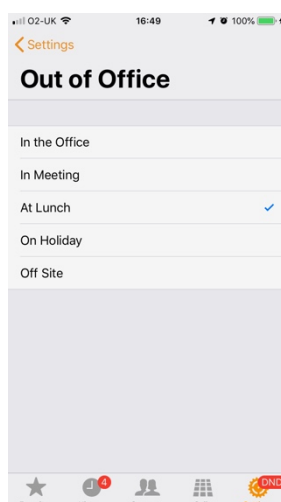 O2-UK 16:49 100%
Settings
Out of Office
In the Office
In Meeting
At Lunch
On Holiday
Off Site
4 DND